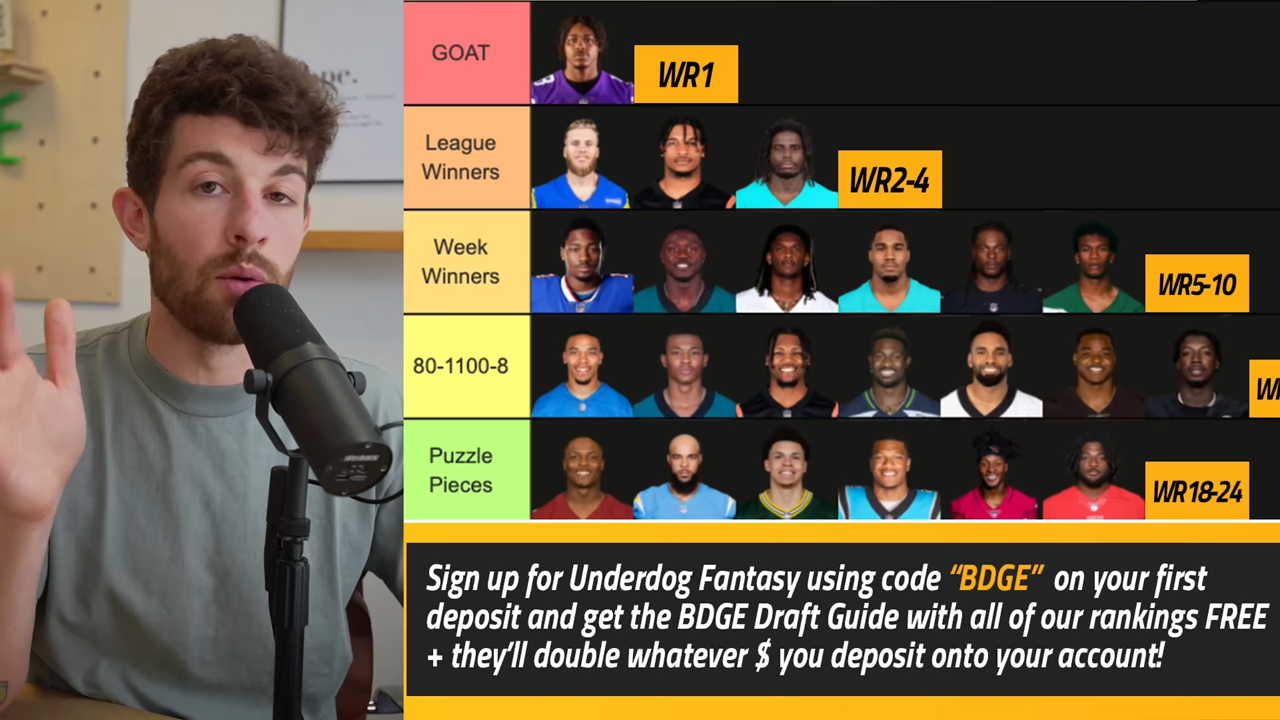 GOAT
WR1
League
Winners
WR2-4
Week
Winners
WR5-10
80-1100-8
Puzzle
Pieces
WR18-24
Sign up for Underdog Fantasy using code “BDGE” on your first
deposit and get the BDGE Draft Guide with all of our rankings FREE
+ they’ll double whatever $ you deposit onto your account!